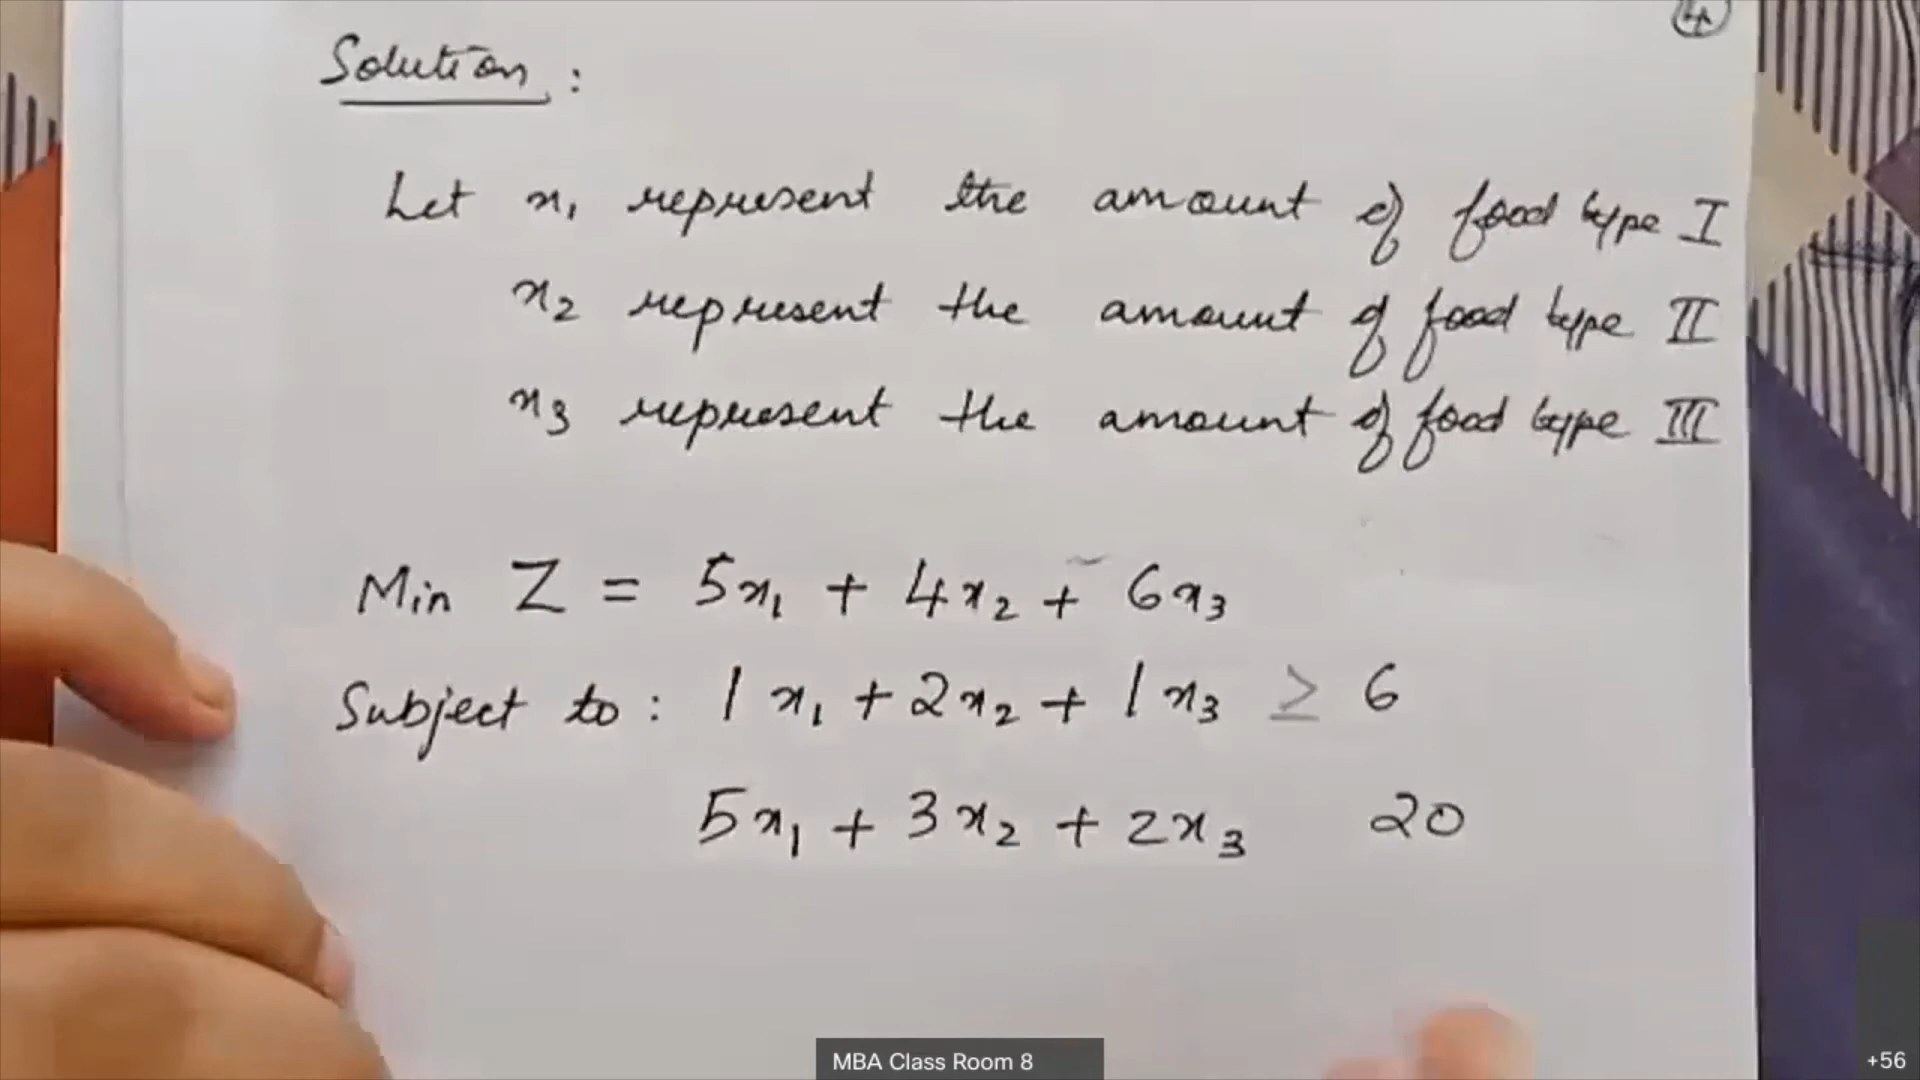 4
Solution :
Let x₁ represent the amount of food type I
x₂ represent the amount of food type II
x₃ represent the amount of food type III
Min Z = 5x₁ + 4x₂ + 6x₃
Subject to : 1x₁ + 2x₂ + 1x₃ ≥ 6
5x₁ + 3x₂ + 2x₃ 20
MBA Class Room 8
+56